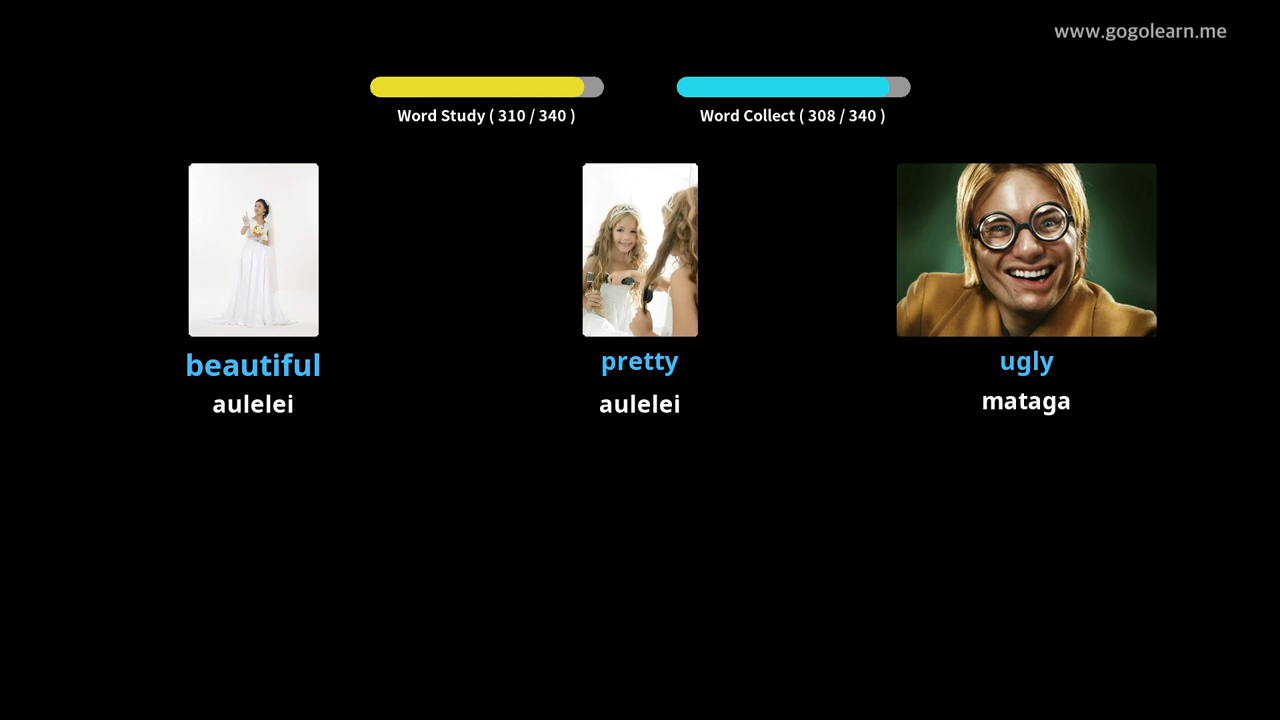 www.gogolearn.me
Word Study ( 310 / 340 )
Word Collect ( 308 / 340 )
beautiful
aulelei
pretty
aulelei
ugly
mataga